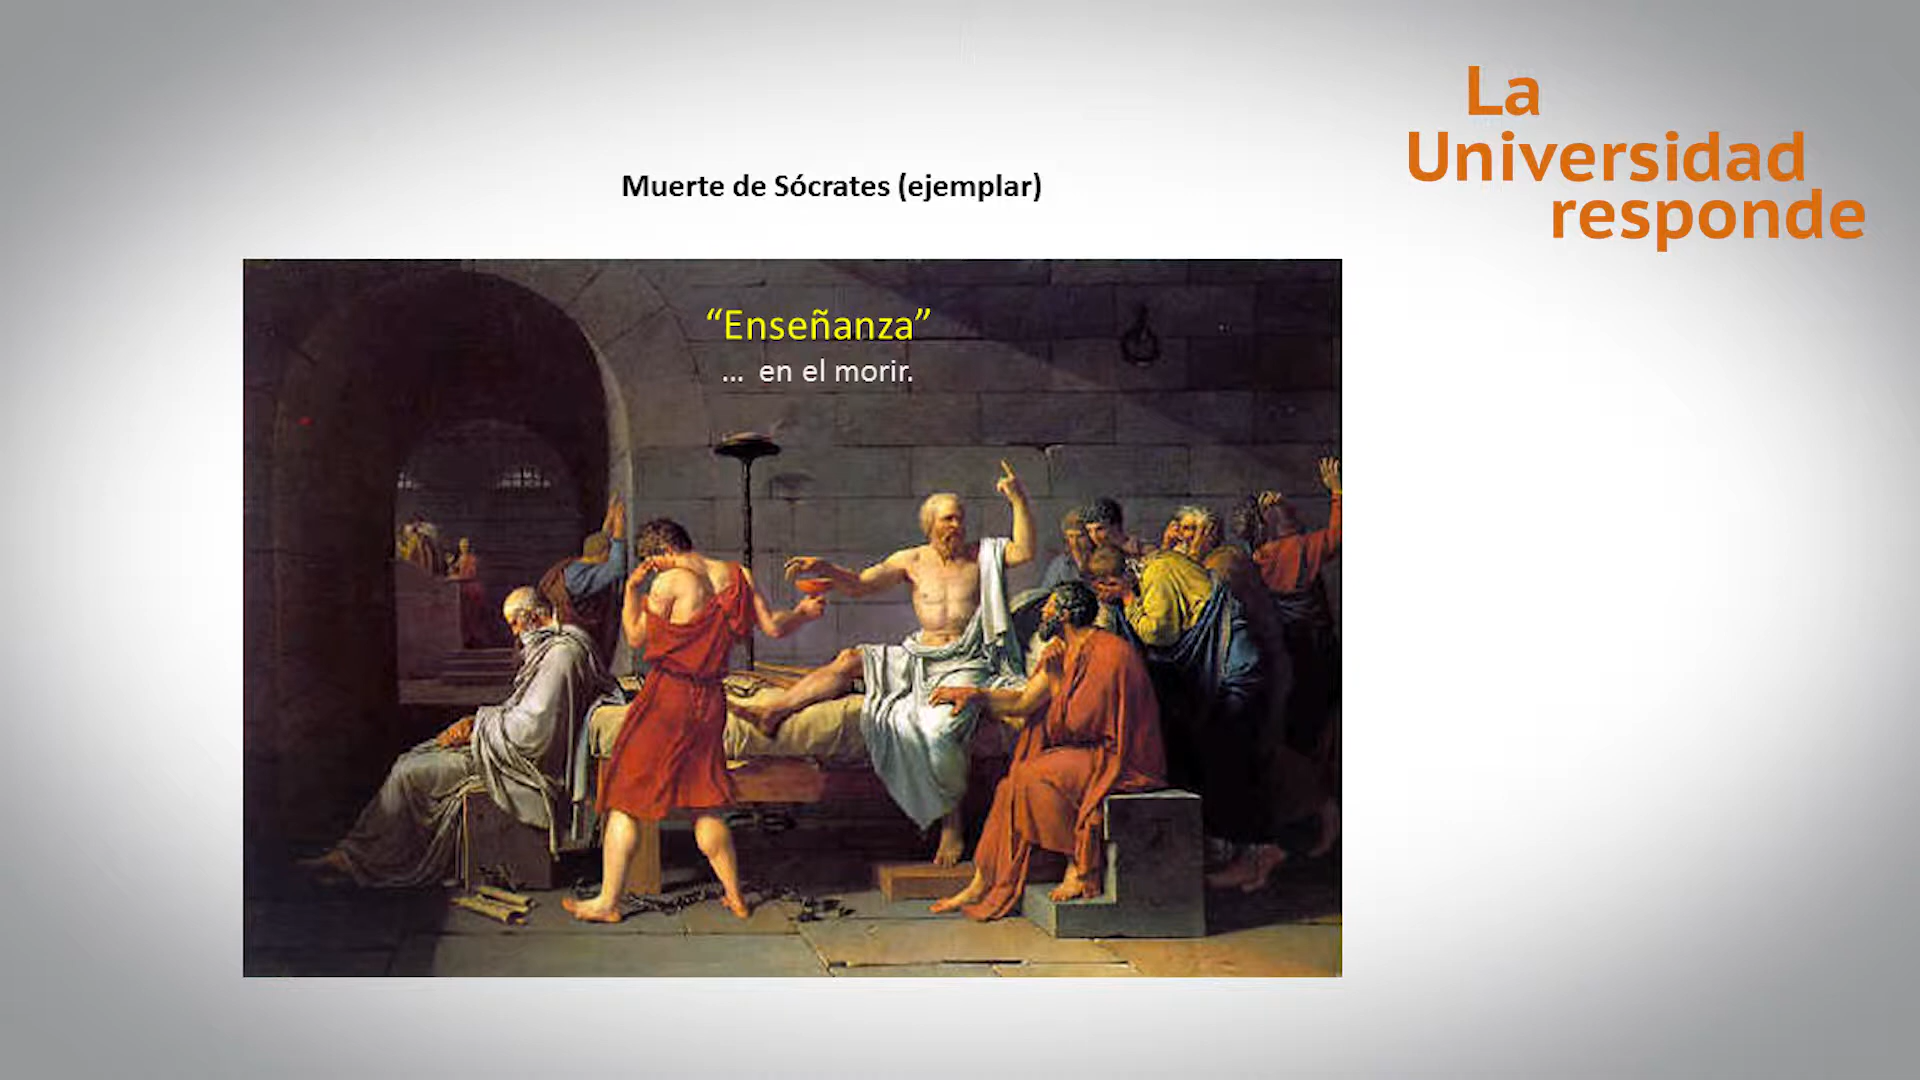 La
Universidad
responde
Muerte de Sócrates (ejemplar)
“Enseñanza”
... en el morir.